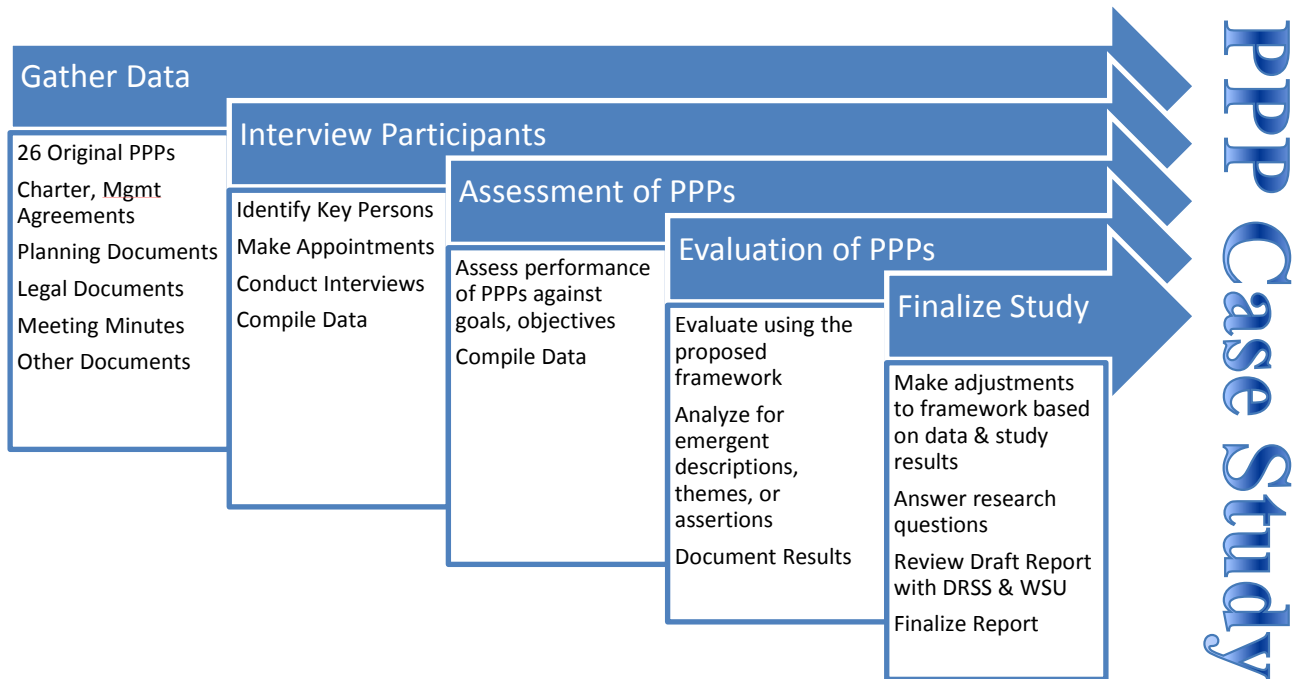 Gather Data
26 Original PPPs
Charter, Mgmt
Agreements
Planning Documents
Legal Documents
Meeting Minutes
Other Documents
Interview Participants
Identify Key Persons
Make Appointments
Conduct Interviews
Compile Data
Assessment of PPPs
Assess performance
of PPPs against
goals, objectives
Compile Data
Evaluation of PPPs
Evaluate using the
proposed
framework
Analyze for
emergent
descriptions,
themes, or
assertions
Document Results
Finalize Study
Make adjustments
to framework based
on data & study
results
Answer research
questions
Review Draft Report
with DRSS & WSU
Finalize Report
PPP Case Study